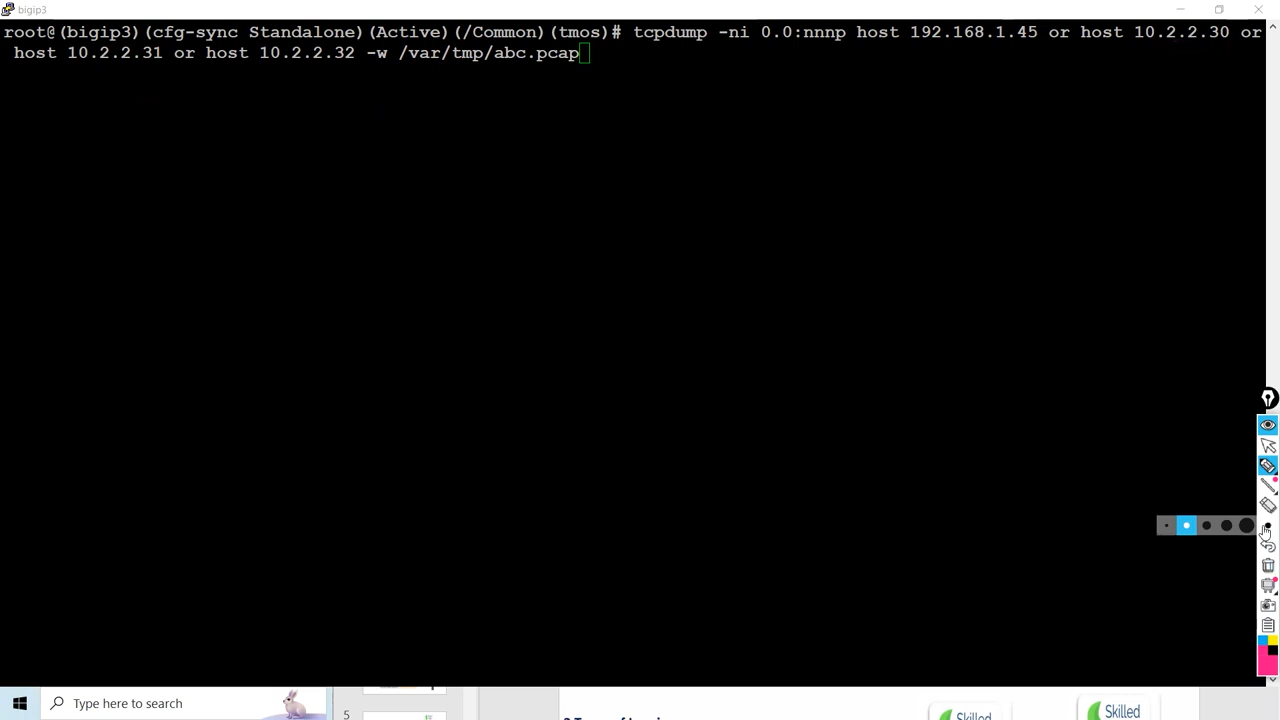 bigip3
root@(bigip3)(cfg-sync Standalone)(Active)(/Common)(tmos)# tcpdump -ni 0.0:nnnp host 192.168.1.45 or host 10.2.2.30 or
host 10.2.2.31 or host 10.2.2.32 -w /var/tmp/abc.pcap
Type here to search
5
Skilled
Skilled